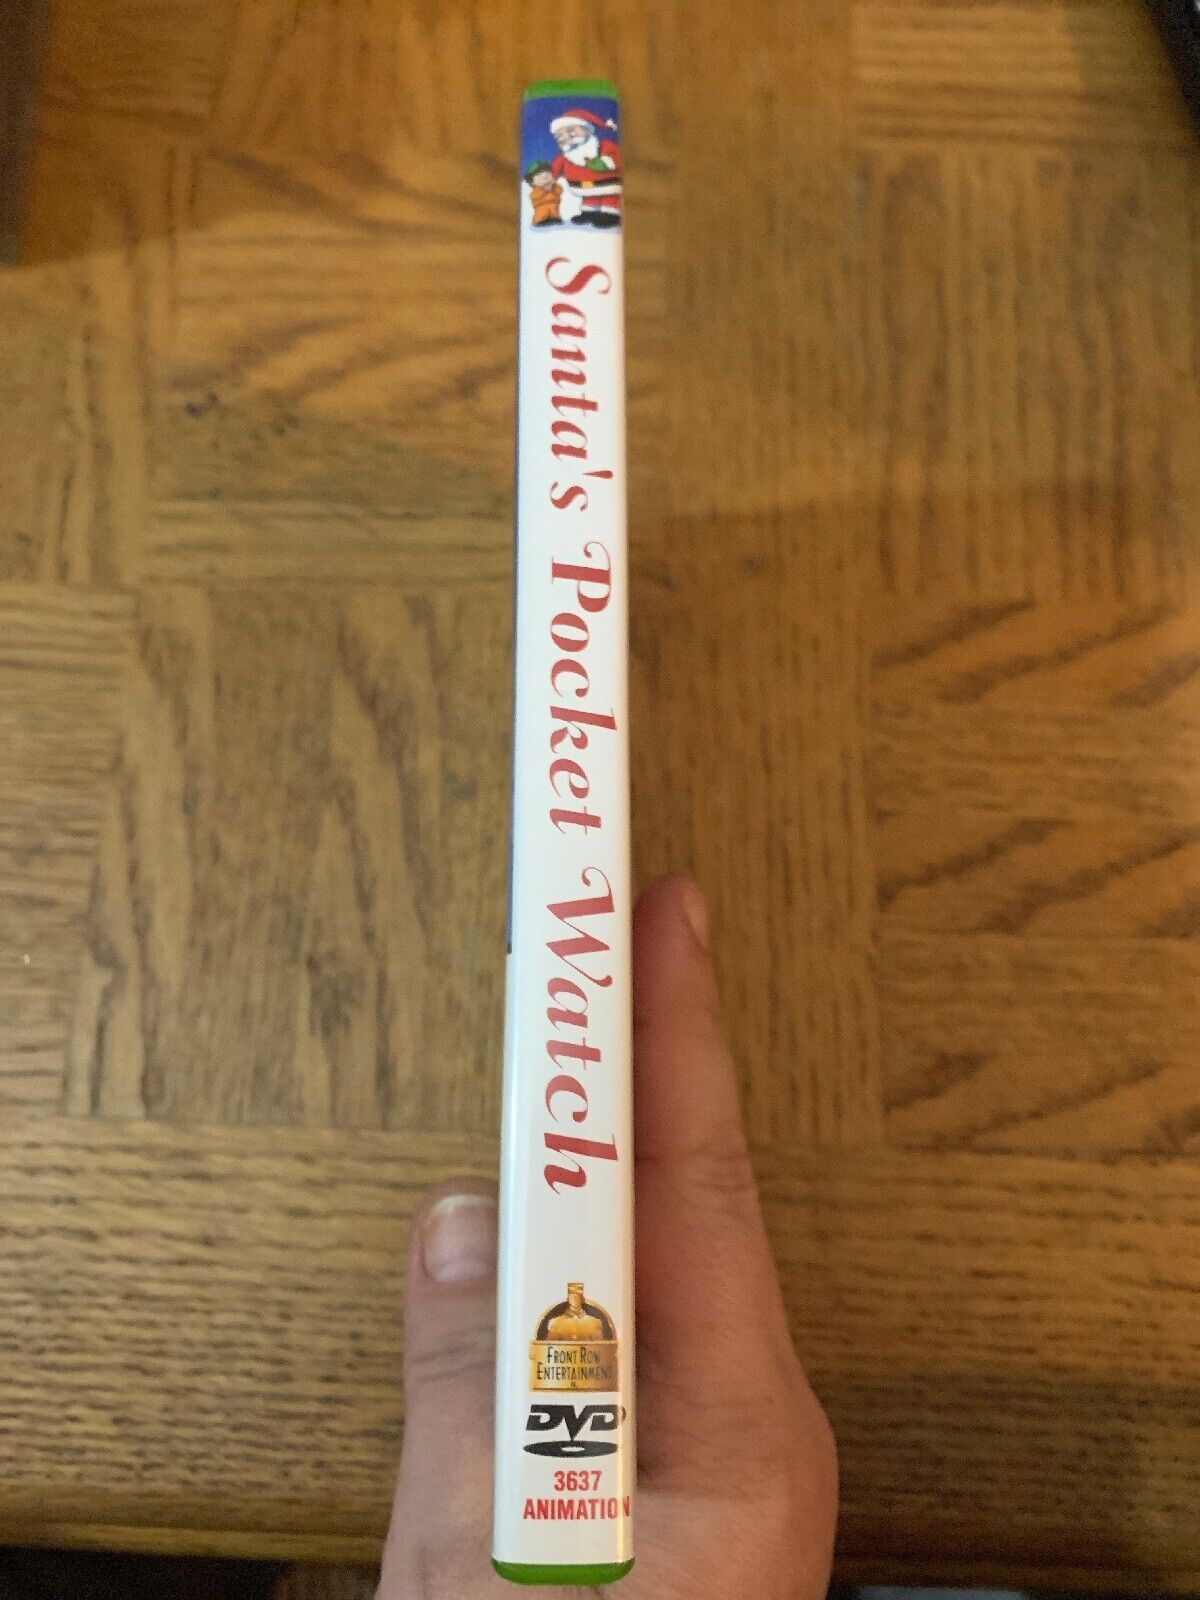 Santa's Pocket Watch
FRONT ROW
ENTERTAINMENT
DVD
3637
ANIMATION